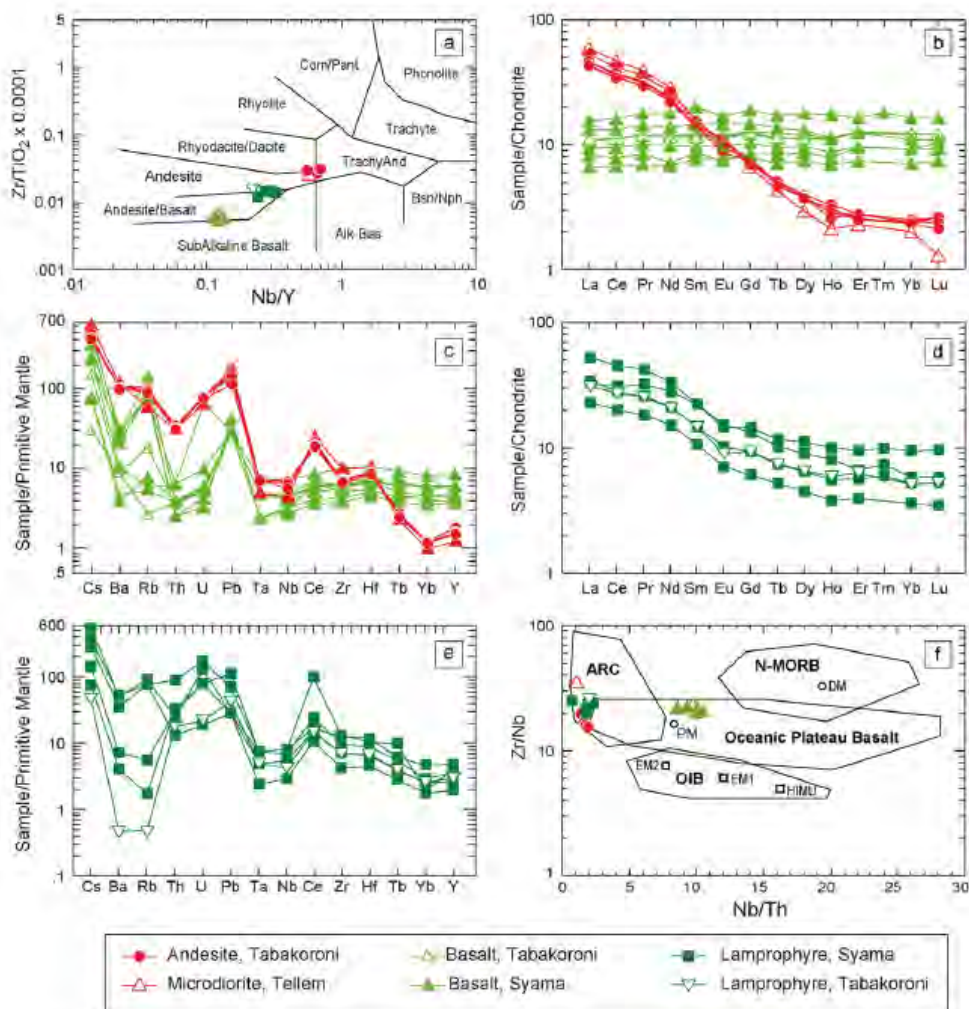 a
Zr/TiO2 x 0.0001
5
1
0.1
0.01
.001
Com/Pant
Phonolite
Rhyolite
Trachyte
Rhyodacite/Dacite
TrachyAnd
Andesite
Bsn/Nph
Andesite/Basalt
SubAlkaline Basalt
Alk-Bas
0.01 0.1 1 10
Nb/Y
b
Sample/Chondrite
100
10
1
La Ce Pr Nd Sm Eu Gd Tb Dy Ho Er Tm Yb Lu
c
Sample/Primitive Mantle
700
100
10
1
.5
Cs Ba Rb Th U Pb Ta Nb Ce Zr Hf Tb Yb Y
d
Sample/Chondrite
100
10
1
La Ce Pr Nd Sm Eu Gd Tb Dy Ho Er Tm Yb Lu
e
Sample/Primitive Mantle
600
100
10
1
.1
Cs Ba Rb Th U Pb Ta Nb Ce Zr Hf Tb Yb Y
f
Zr/Nb
100
10
1
ARC
N-MORB
DM
PM
Oceanic Plateau Basalt
EM2
OIB
EM1
HIMU
0 5 10 15 20 25 30
Nb/Th
Andesite, Tabakoroni
Basalt, Tabakoroni
Lamprophyre, Syama
Microdiorite, Tellem
Basalt, Syama
Lamprophyre, Tabakoroni